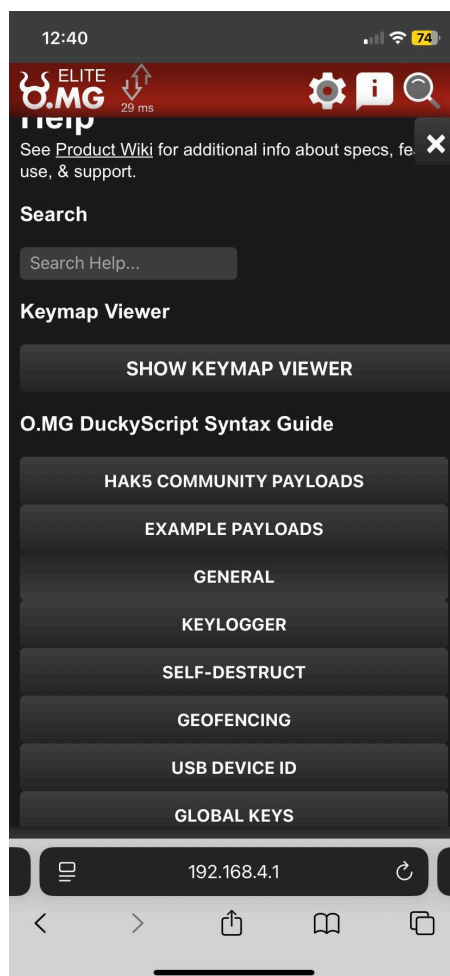 12:40
74
ELITE
O.MG
29 ms
i
Help
See Product Wiki for additional info about specs,
use, & support.
Search
Search Help...
Keymap Viewer
SHOW KEYMAP VIEWER
O.MG DuckyScript Syntax Guide
HAK5 COMMUNITY PAYLOADS
EXAMPLE PAYLOADS
GENERAL
KEYLOGGER
SELF-DESTRUCT
GEOFENCING
USB DEVICE ID
GLOBAL KEYS
192.168.4.1